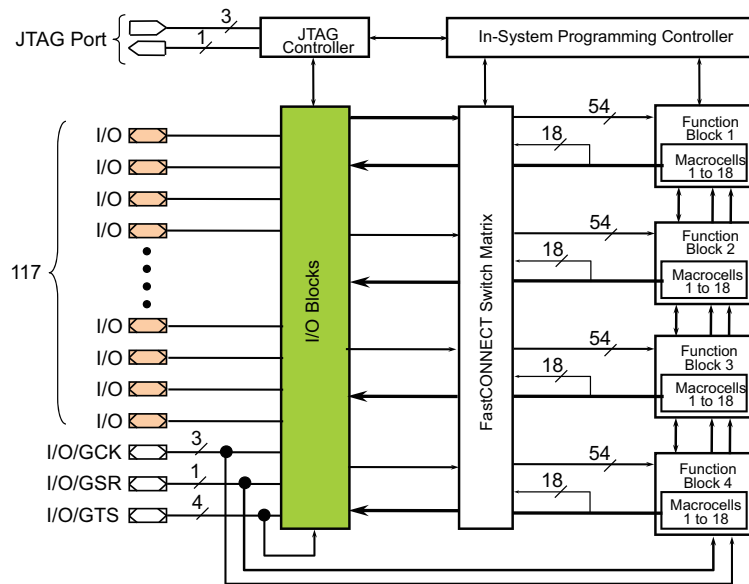 JTAG Port
3
1
JTAG
Controller
In-System Programming Controller
I/O
I/O
I/O
I/O
117
I/O
I/O
I/O
I/O
I/O/GCK
3
I/O/GSR
1
I/O/GTS
4
I/O Blocks
FastCONNECT Switch Matrix
54
18
Function
Block 1
Macrocells
1 to 18
54
18
Function
Block 2
Macrocells
1 to 18
54
18
Function
Block 3
Macrocells
1 to 18
54
18
Function
Block 4
Macrocells
1 to 18